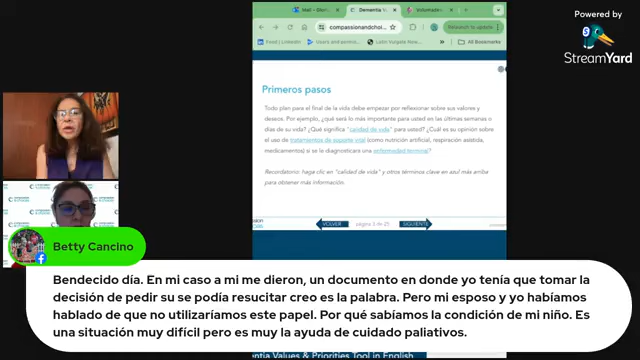 Powered by
StreamYard
compassionandchoi
Feed | LinkedIn
All Bookmarks
Primeros pasos
Todo plan para el final de la vida debe empezar por reflexionar sobre sus valores y
deseos. Por ejemplo, ¿qué será lo más importante para usted en las últimas semanas o
días de su vida? ¿Qué significa "calidad de vida" para usted? ¿Cuál es su opinión sobre
el uso de tratamientos de soporte vital (como nutrición artificial, respiración asistida,
medicamentos) si se le diagnosticara una enfermedad terminal?
Recordatorio: haga clic en "calidad de vida" y otros términos clave en azul más arriba
para obtener más información.
VOLVER
página 3 de 25
SIGUIENTE
Betty Cancino
Bendecido día. En mi caso a mi me dieron, un documento en donde yo tenía que tomar la
decisión de pedir su se podía resucitar creo es la palabra. Pero mi esposo y yo habíamos
hablado de que no utilizaríamos este papel. Por qué sabíamos la condición de mi niño. Es
una situación muy difícil pero es muy la ayuda de cuidado paliativos.
entia Values & Priorities Tool in English